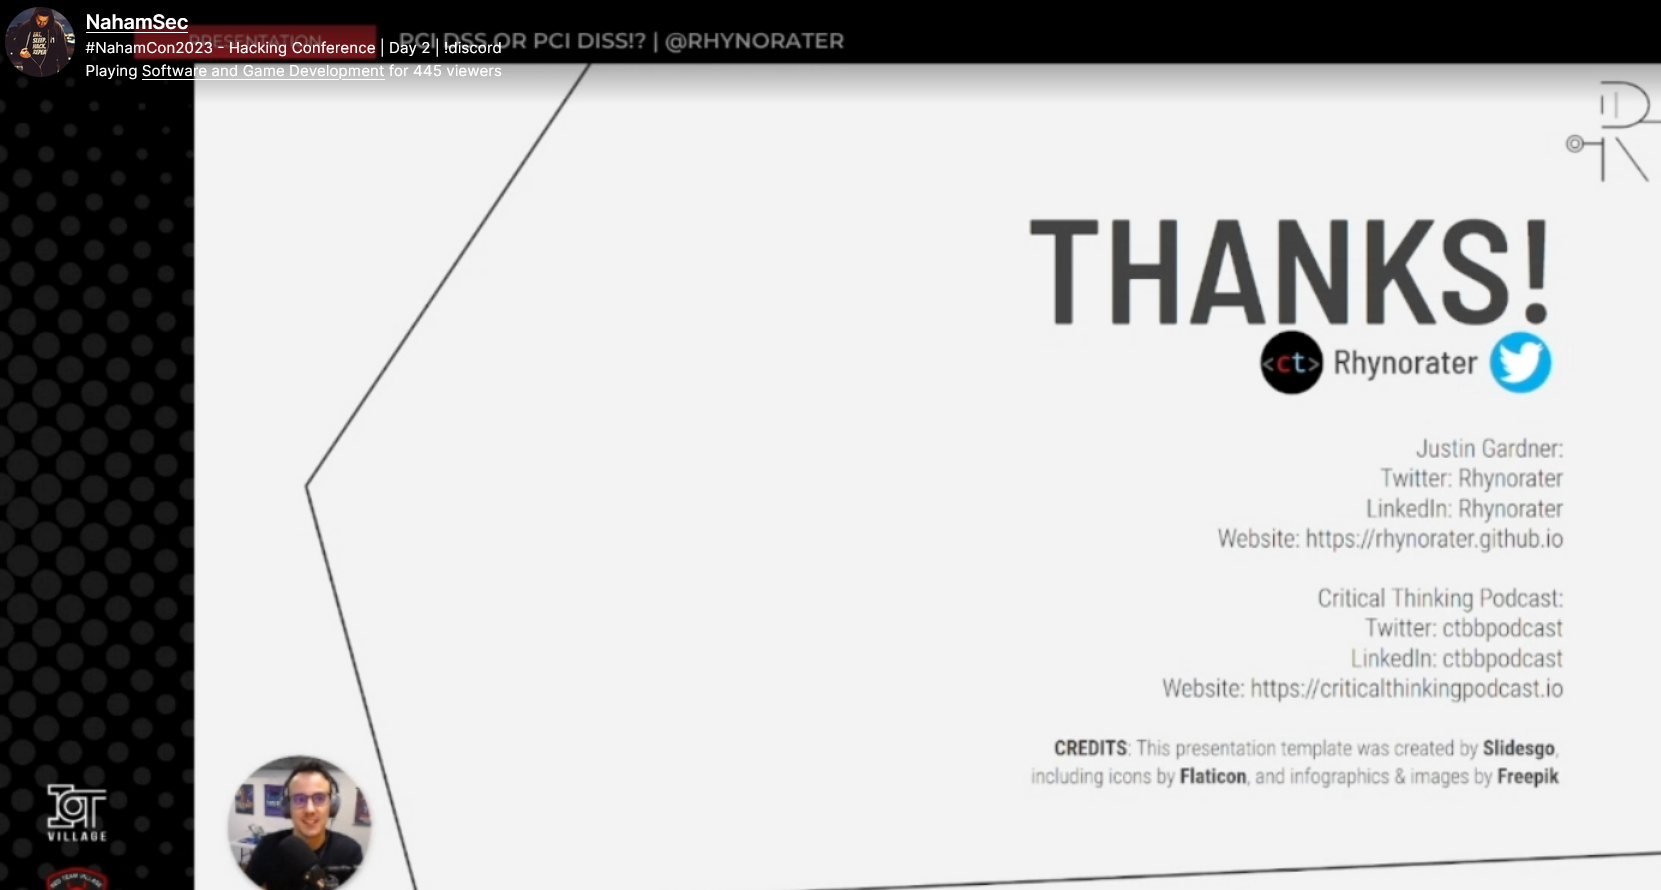 NahamSec
#NahamCon2023 - Hacking Conference | Day 2 | !discord
Playing Software and Game Development for 445 viewers
PRESENTATION
PCI DSS OR PCI DISS!? | @RHYNORATER
THANKS!
<ct> Rhynorater
Justin Gardner:
Twitter: Rhynorater
LinkedIn: Rhynorater
Website: https://rhynorater.github.io
Critical Thinking Podcast:
Twitter: ctbbpodcast
LinkedIn: ctbbpodcast
Website: https://criticalthinkingpodcast.io
CREDITS: This presentation template was created by Slidesgo,
including icons by Flaticon, and infographics & images by Freepik
IOT
VILLAGE
RED TEAM VILLAGE